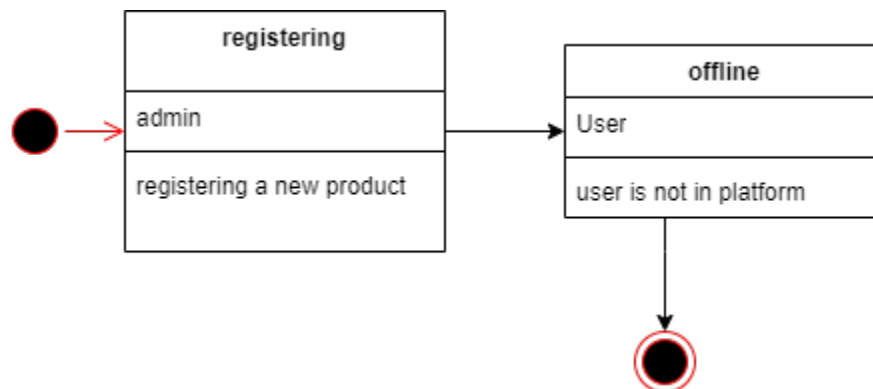 registering
admin
registering a new product
offline
User
user is not in platform